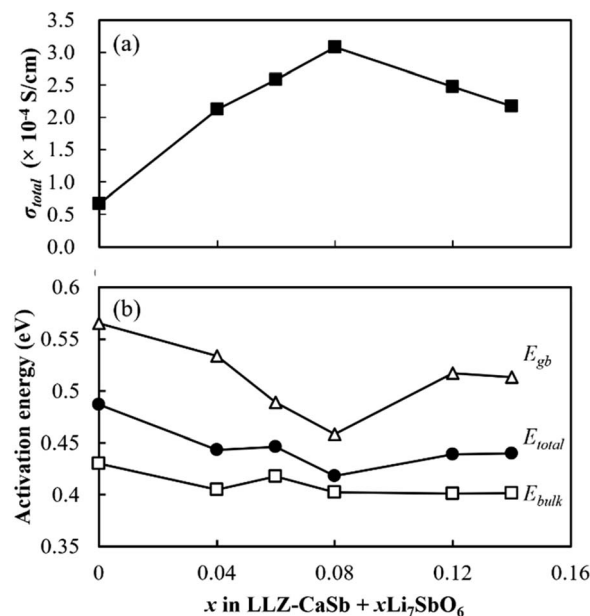 (a)
σtotal (× 10⁻⁴ S/cm)
3.5
3.0
2.5
2.0
1.5
1.0
0.5
0.0
(b)
Activation energy (eV)
0.6
0.55
0.5
0.45
0.4
0.35
Egb
Etotal
Ebulk
0
0.04
0.08
0.12
0.16
x in LLZ-CaSb + xLi₇SbO₆